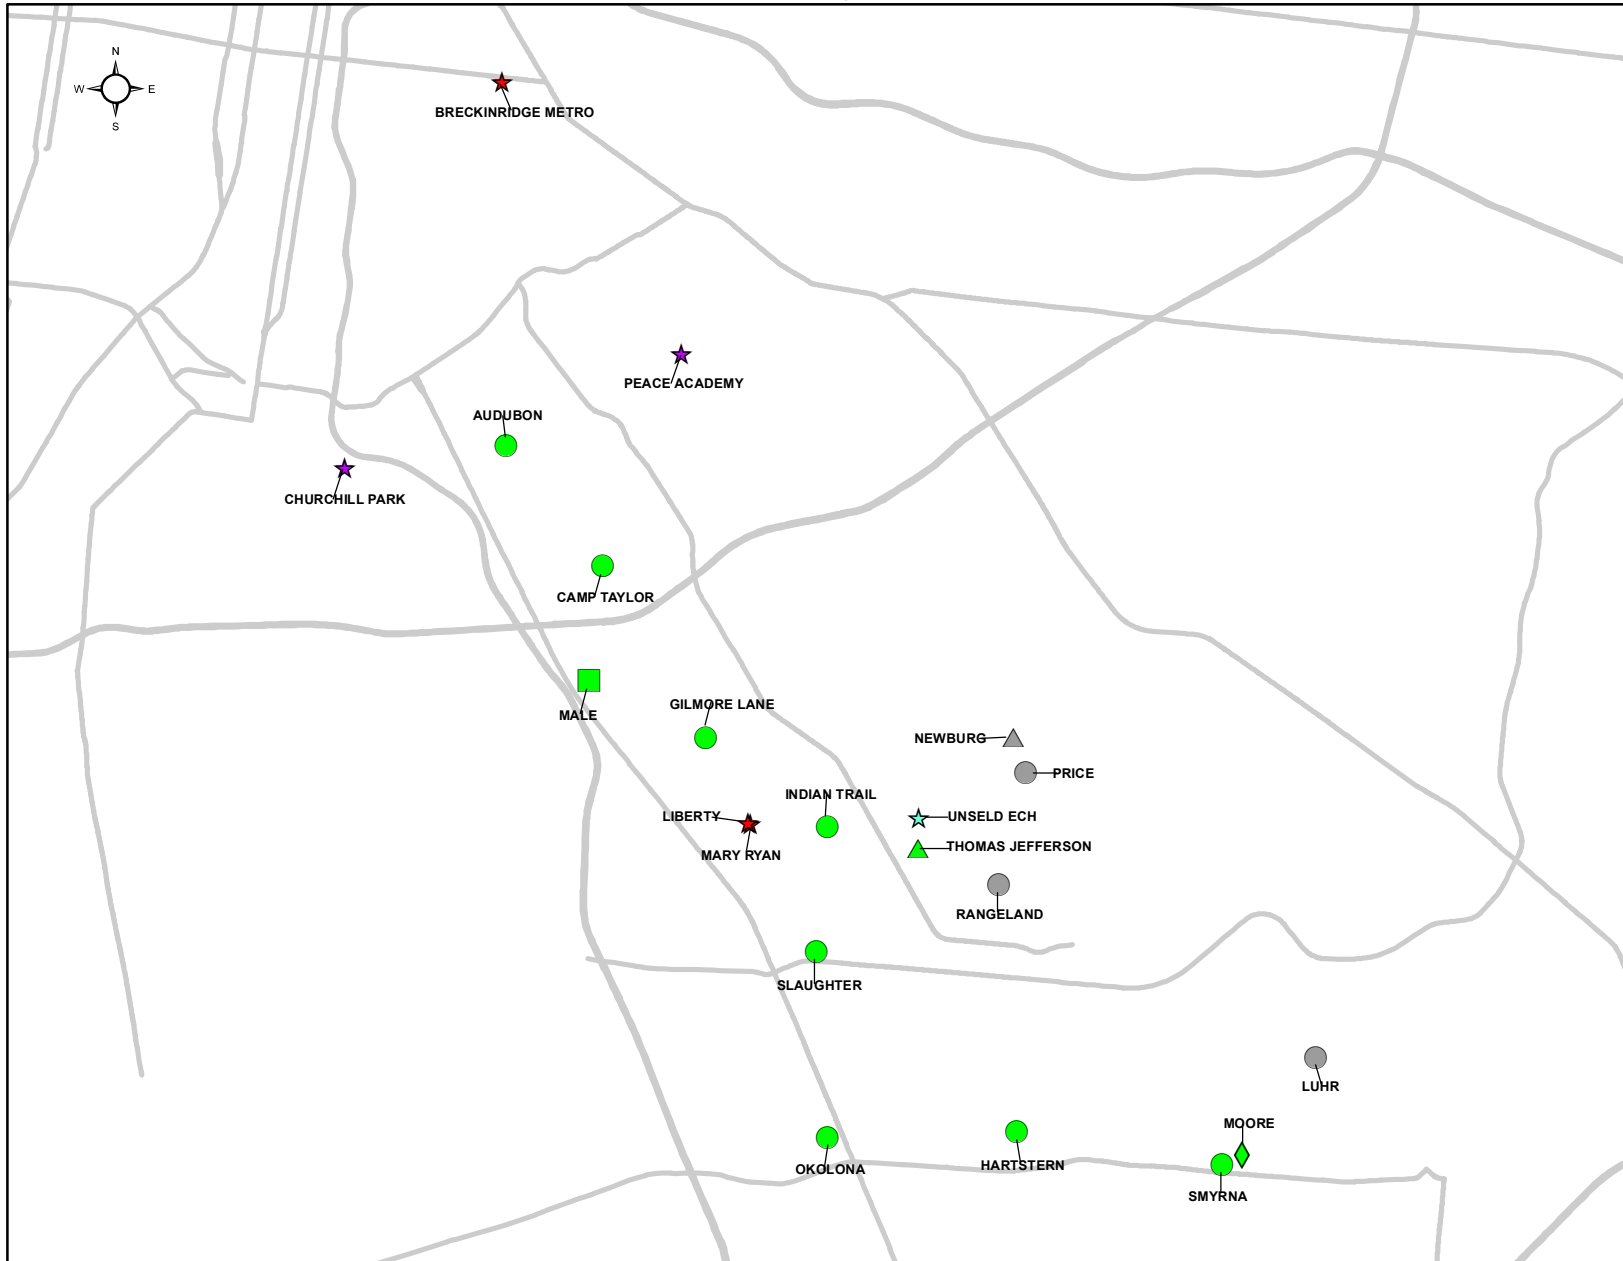 N
W E
S
BRECKINRIDGE METRO
PEACE ACADEMY
AUDUBON
CHURCHILL PARK
CAMP TAYLOR
GILMORE LANE
MALE
NEWBURG
PRICE
INDIAN TRAIL
LIBERTY
UNSELD ECH
THOMAS JEFFERSON
MARY RYAN
RANGELAND
SLAUGHTER
LUHR
MOORE
HARTSTERN
OKOLONA
SMYRNA